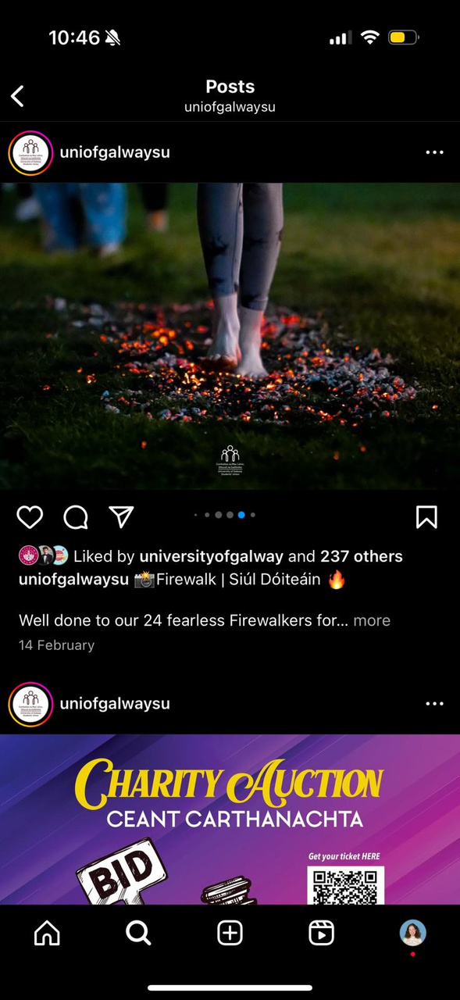 10:46
Posts
uniofgalwaysu
uniofgalwaysu
Liked by universityofgalway and 237 others
uniofgalwaysu 📸Firewalk | Siúl Dóiteáin 🔥
Well done to our 24 fearless Firewalkers for... more
14 February
uniofgalwaysu
CHARITY AUCTION
CEANT CARTHANACHTA
Get your ticket HERE
BID